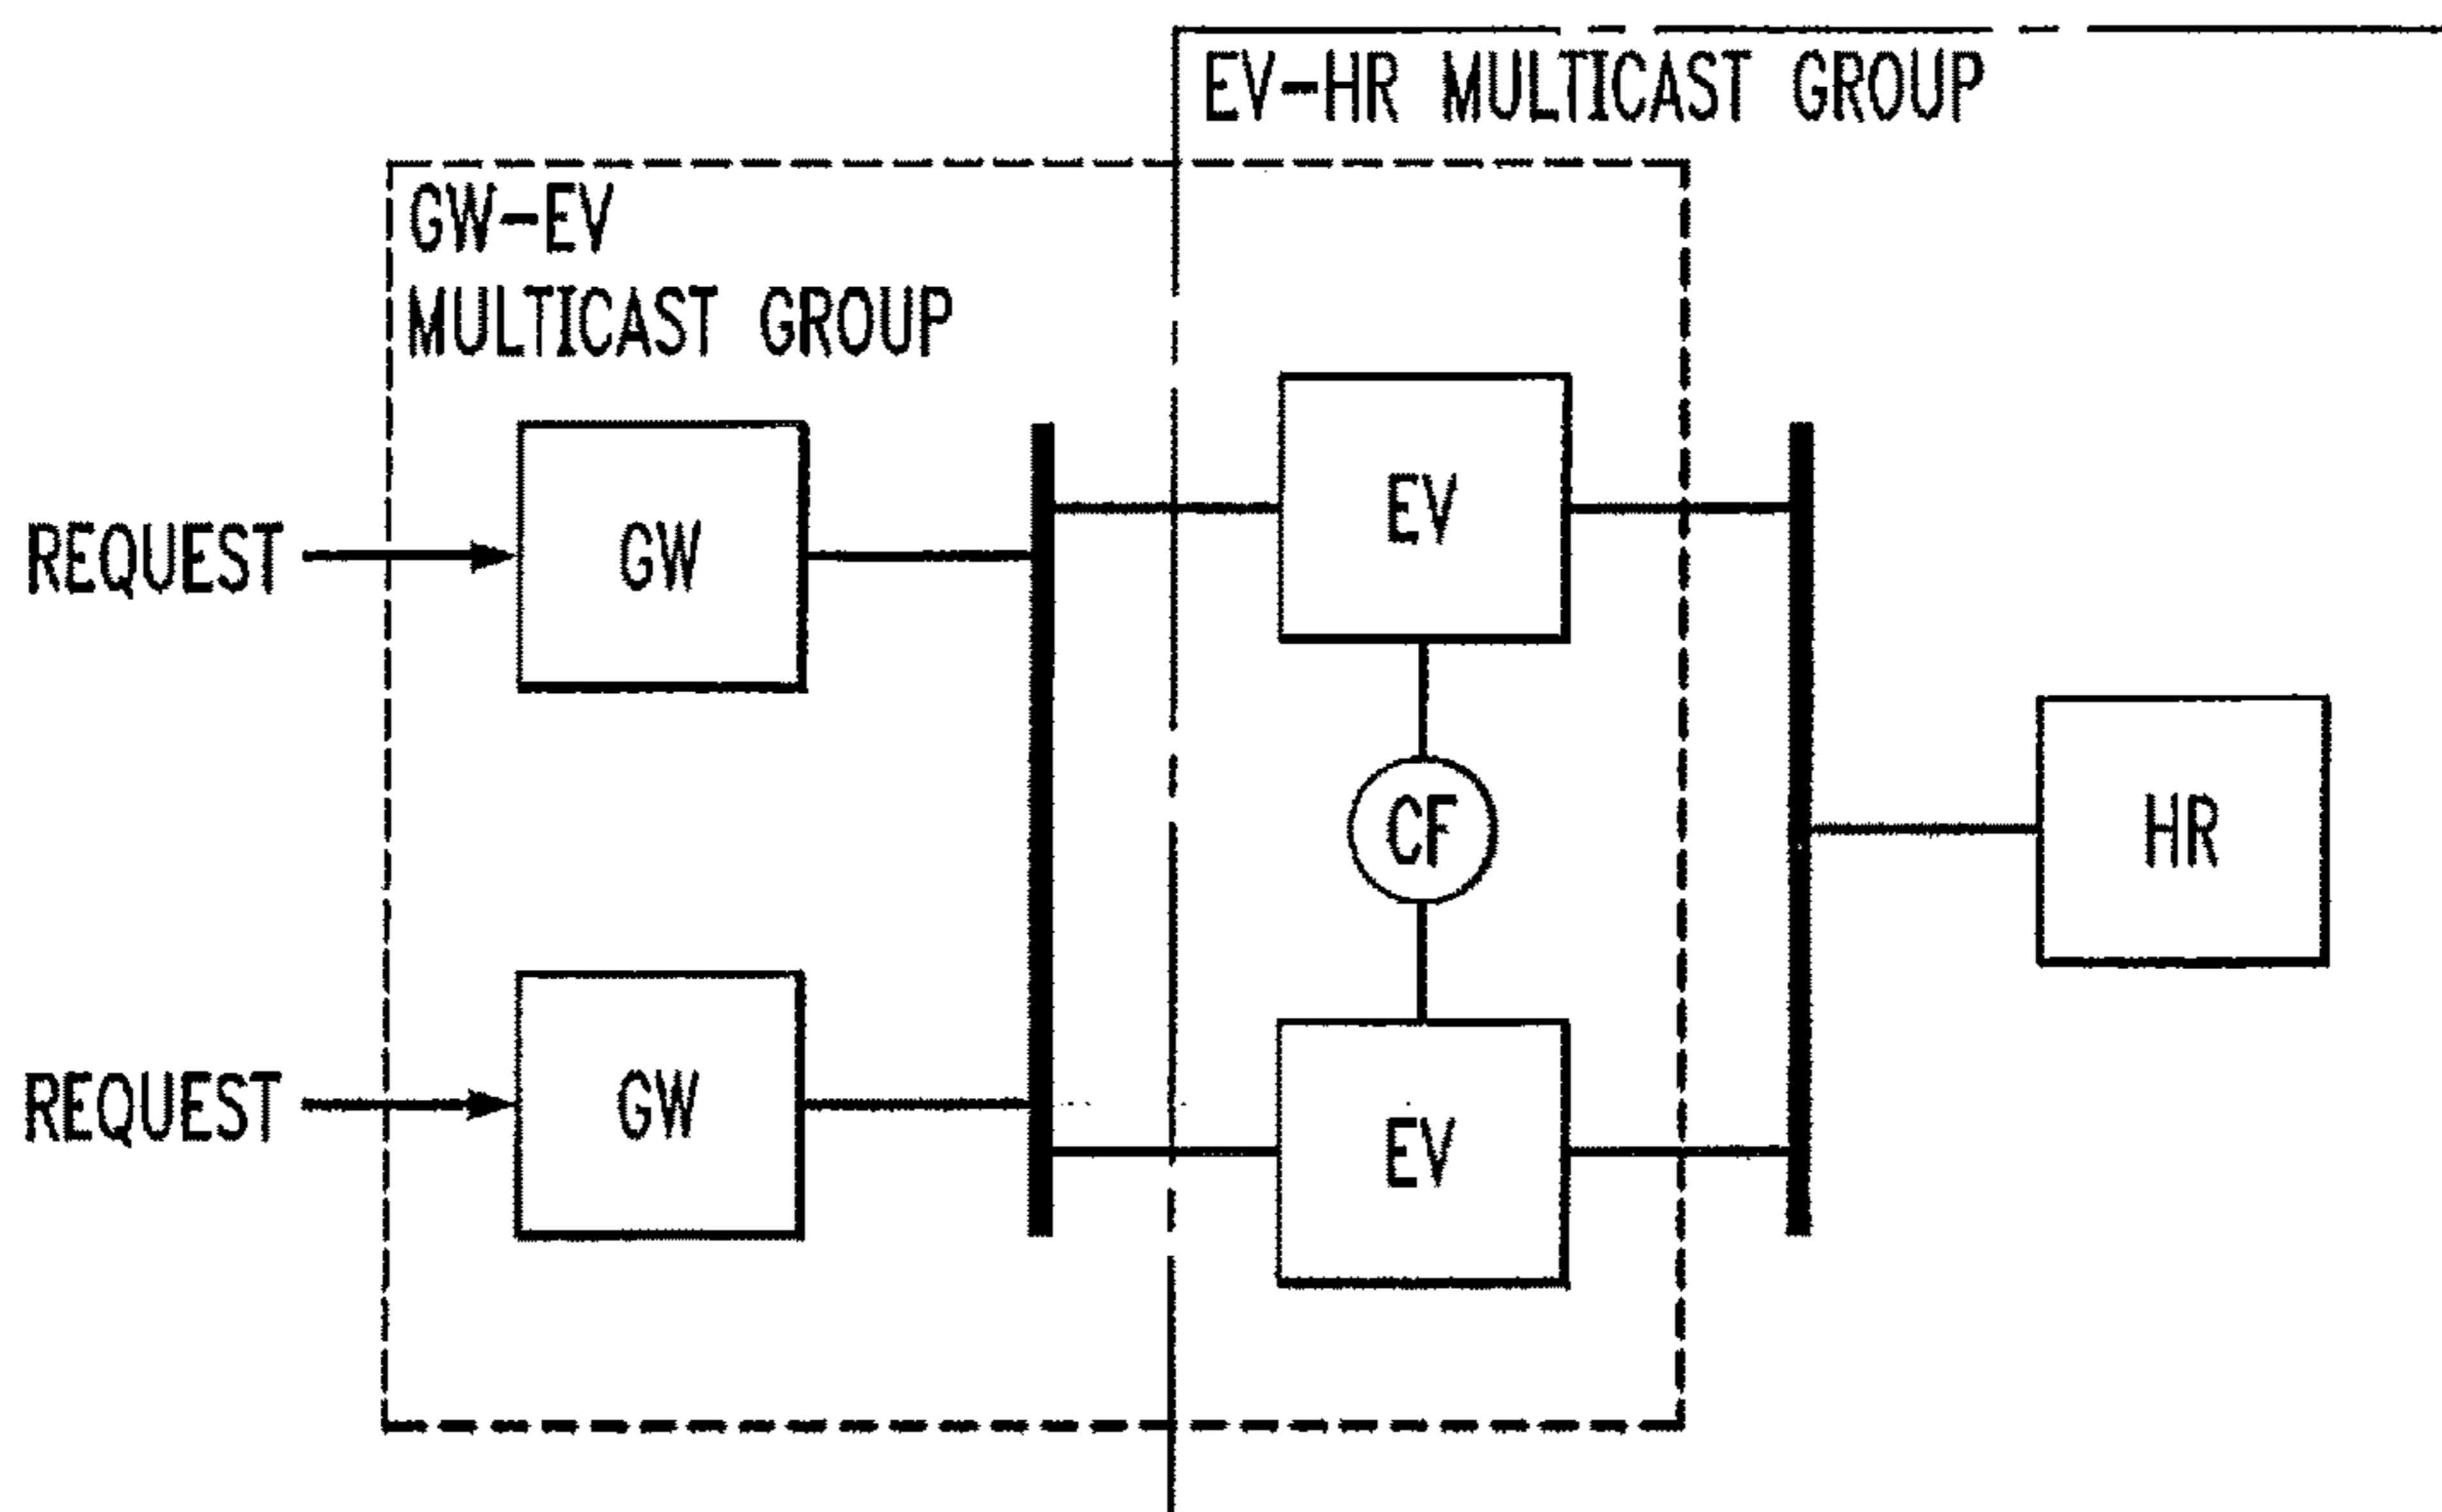 EV-HR MULTICAST GROUP
GW-EV
MULTICAST GROUP
EV
REQUEST
GW
CF
HR
REQUEST
GW
EV